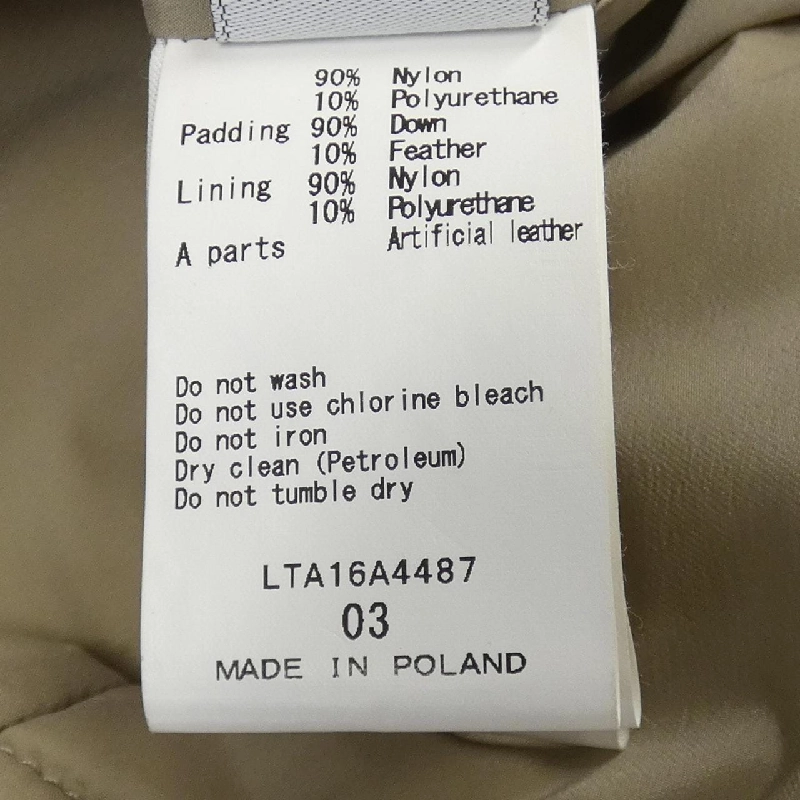 90% Nylon
10% Polyurethane
Padding 90% Down
10% Feather
Lining 90% Nylon
10% Polyurethane
A parts Artificial leather
Do not wash
Do not use chlorine bleach
Do not iron
Dry clean (Petroleum)
Do not tumble dry
LTA16A4487
03
MADE IN POLAND